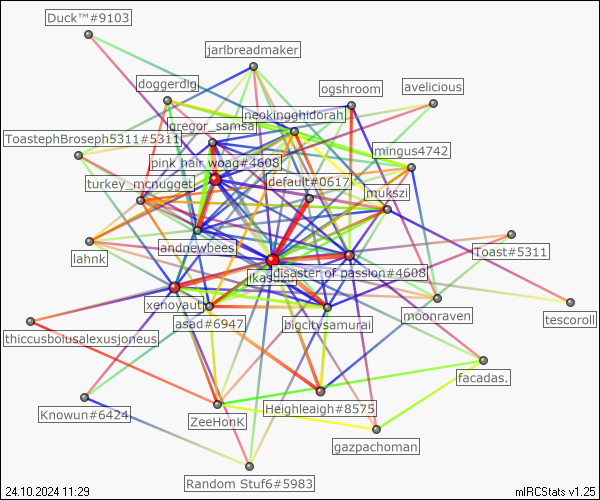 Duck™#9103
jarlbreadmaker
doggerdig
ogshroom
avelicious
neokingghidorah
gregor_samsa
ToastephBroseph5311#5311
mingus4742
pink hair woag#4608
default#0617
turkey_mcnugget
mukszi
andnewbees
Toast#5311
lahnk
disaster of passion#4608
ikasuzu
xenoyaut
moonraven
tescoroll
asad#6947
bigcitysamurai
thiccusbolusalexusjoneus
facadas.
Knowun#6424
Heighleaigh#8575
ZeeHonK
gazpachoman
Random Stuf6#5983
24.10.2024 11:29
mIRCStats v1.25